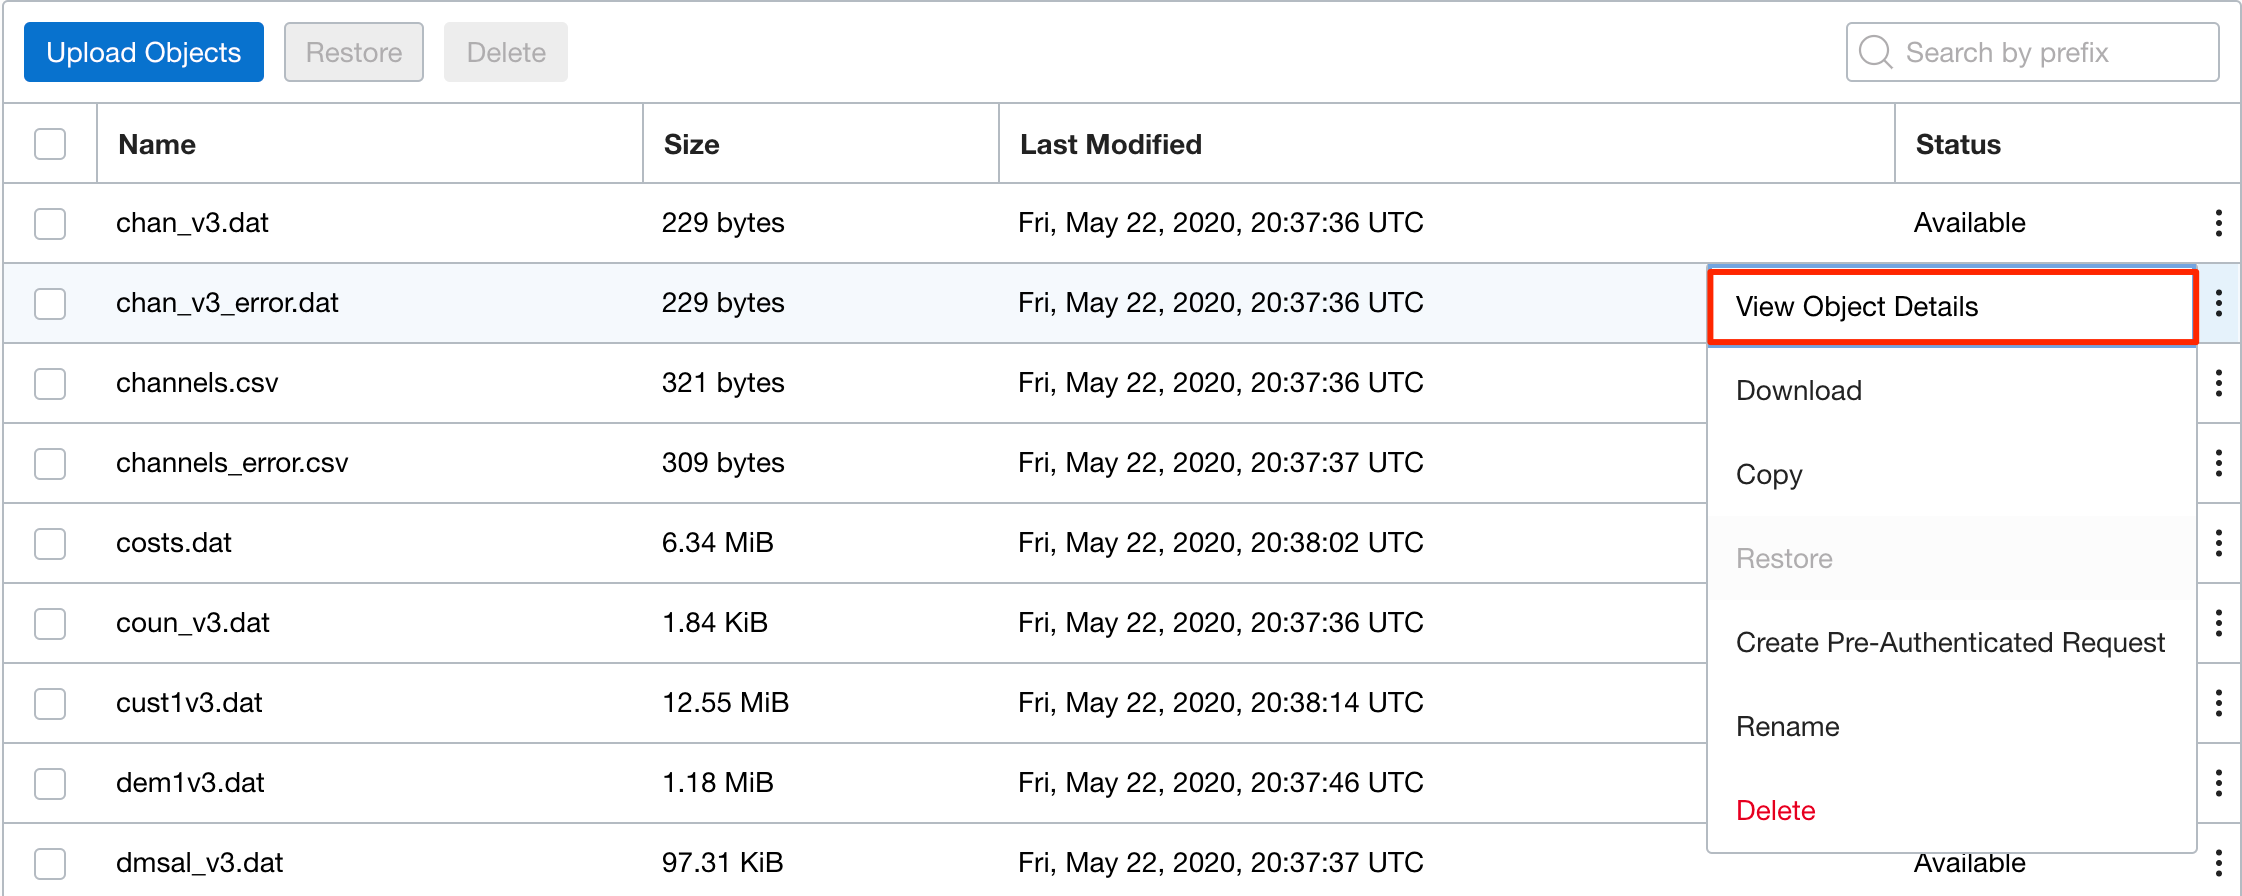 Upload Objects Restore Delete Search by prefix
Name Size Last Modified Status
chan_v3.dat 229 bytes Fri, May 22, 2020, 20:37:36 UTC Available
chan_v3_error.dat 229 bytes Fri, May 22, 2020, 20:37:36 UTC View Object Details
channels.csv 321 bytes Fri, May 22, 2020, 20:37:36 UTC Download
channels_error.csv 309 bytes Fri, May 22, 2020, 20:37:37 UTC Copy
costs.dat 6.34 MiB Fri, May 22, 2020, 20:38:02 UTC Restore
coun_v3.dat 1.84 KiB Fri, May 22, 2020, 20:37:36 UTC Create Pre-Authenticated Request
cust1v3.dat 12.55 MiB Fri, May 22, 2020, 20:38:14 UTC Rename
dem1v3.dat 1.18 MiB Fri, May 22, 2020, 20:37:46 UTC Delete
dmsal_v3.dat 97.31 KiB Fri, May 22, 2020, 20:37:37 UTC Available